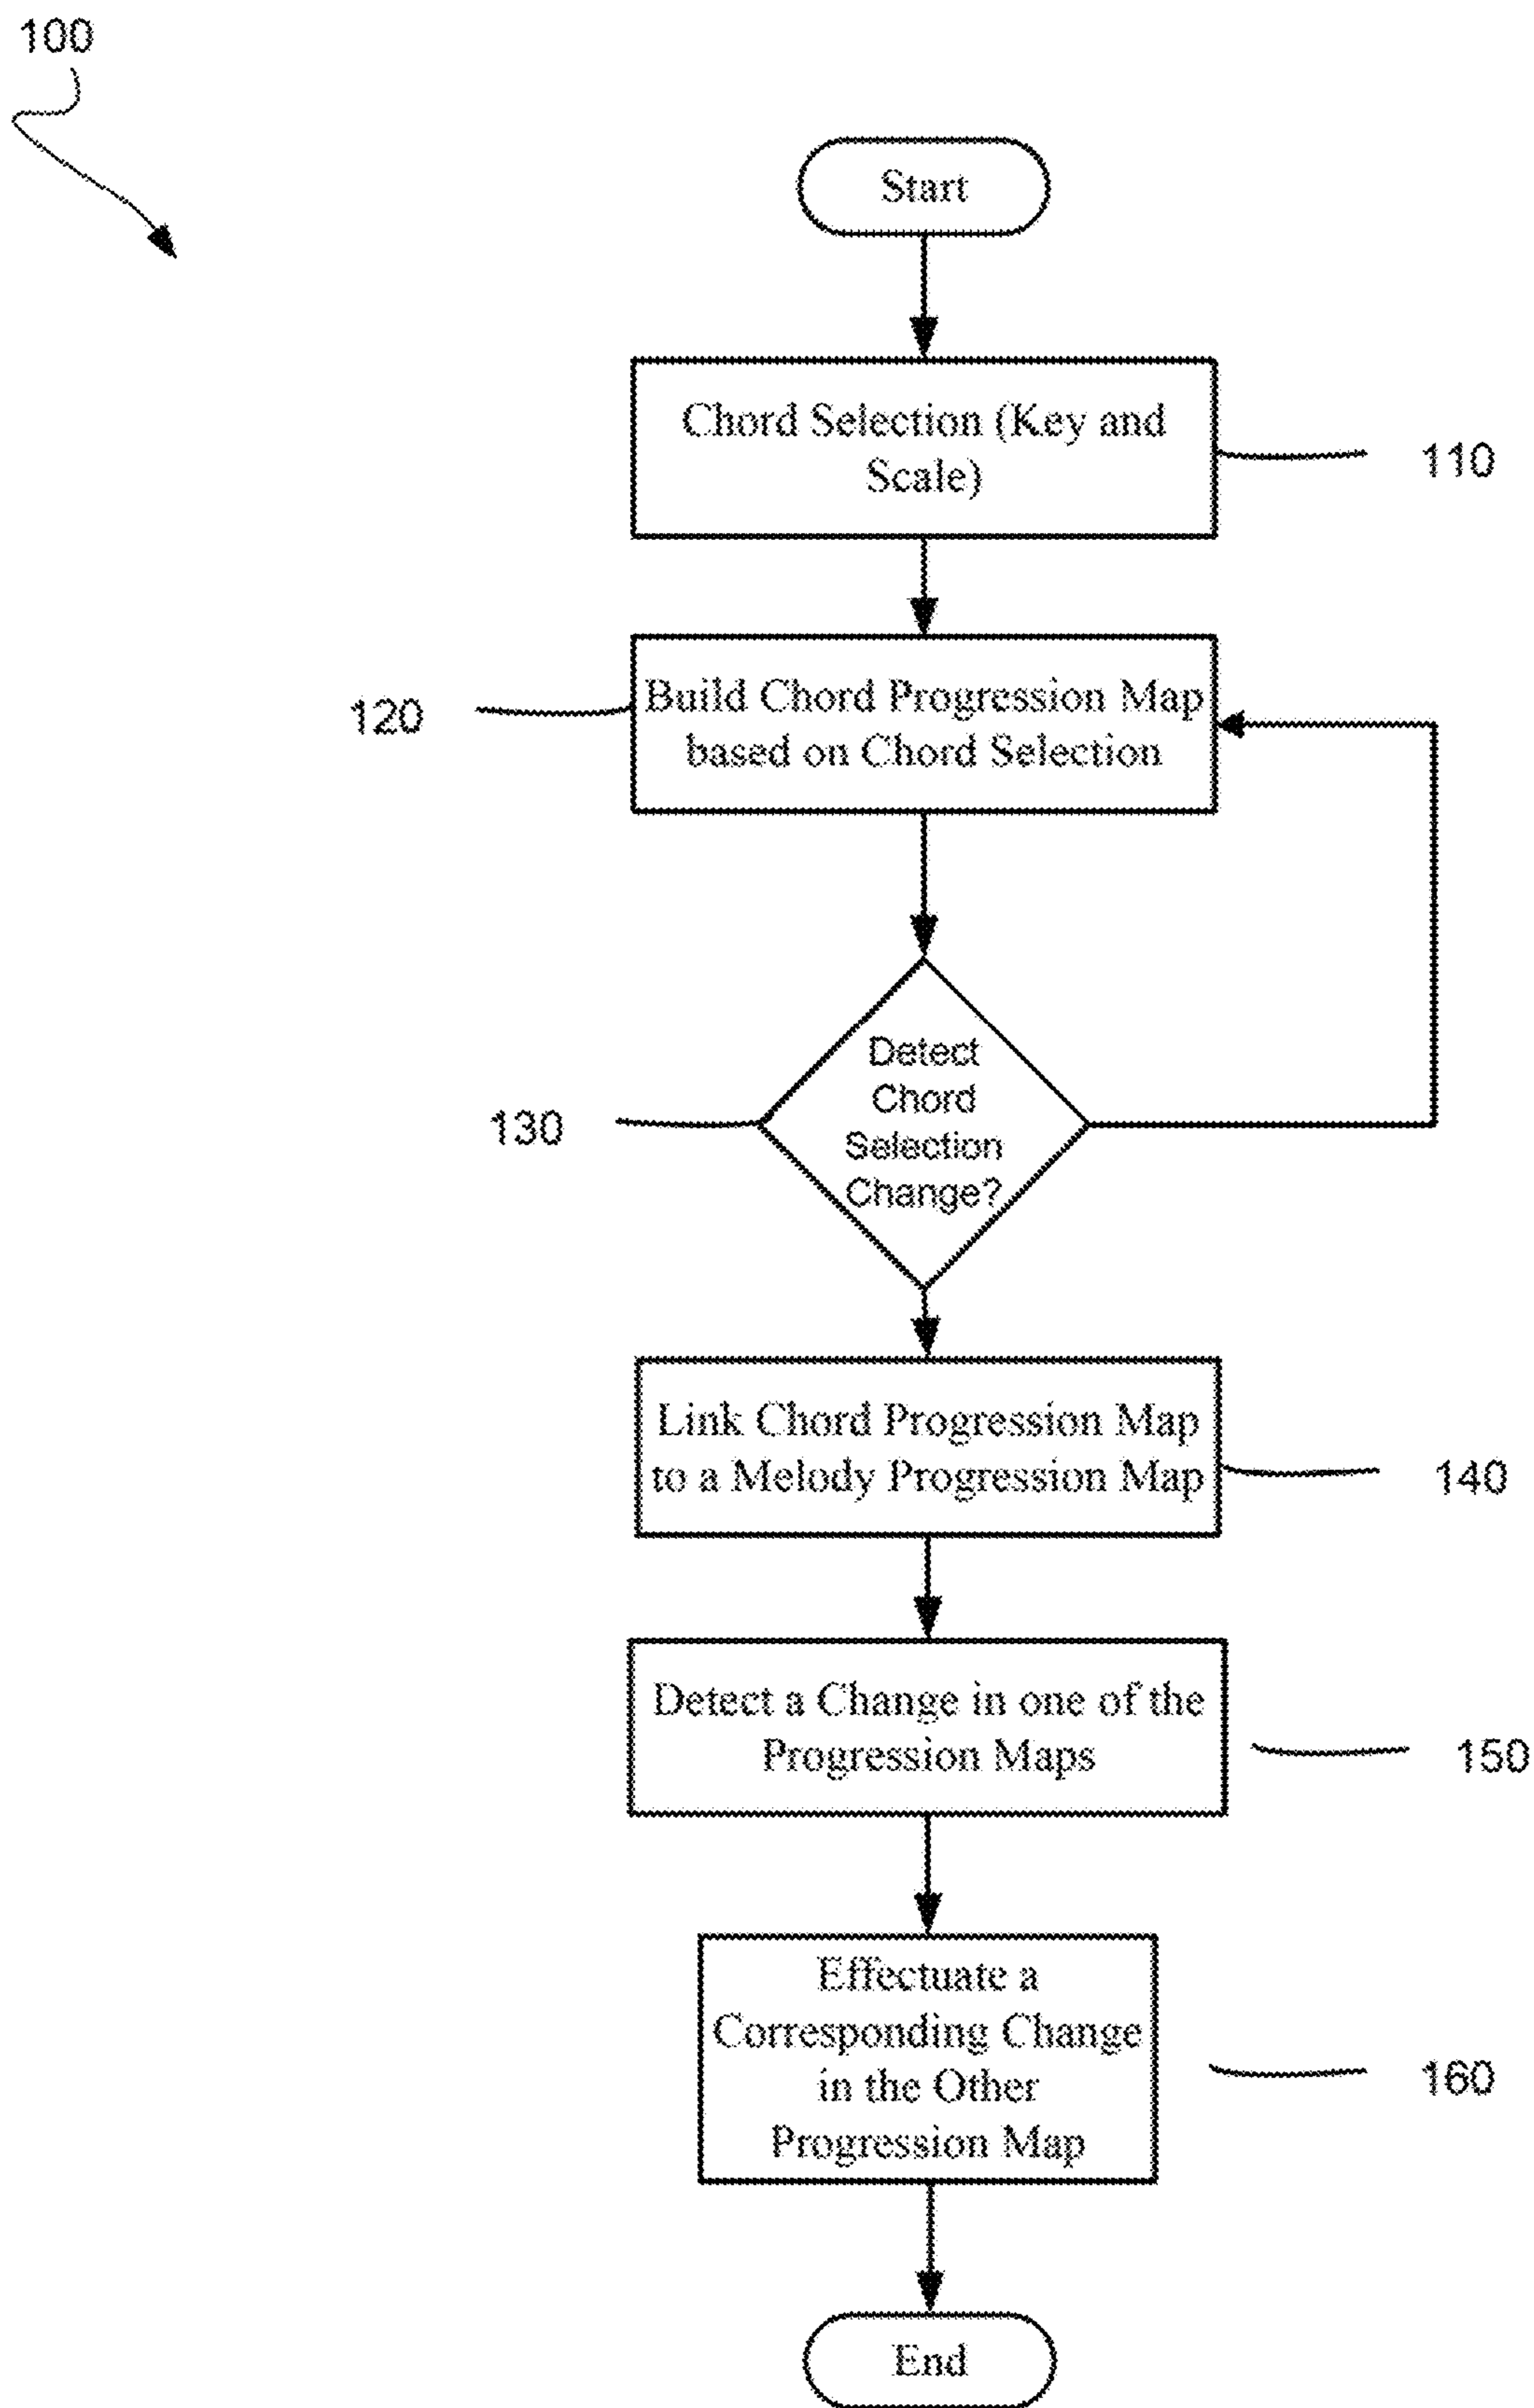 100
Start
Chord Selection (Key and
Scale)
110
Build Chord Progression Map
based on Chord Selection
120
Detect
Chord
Selection
Change?
130
Link Chord Progression Map
to a Melody Progression Map
140
Detect a Change in one of the
Progression Maps
150
Effectuate a
Corresponding Change
in the Other
Progression Map
160
End